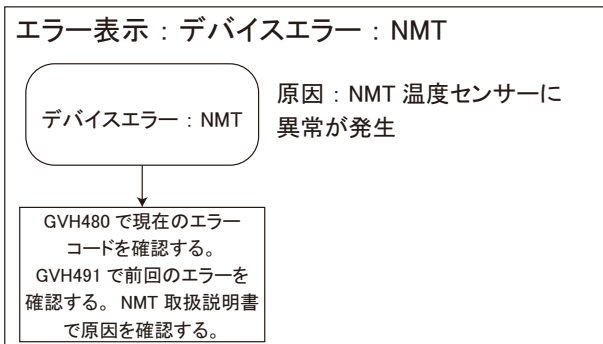 エラー表示：デバイスエラー：NMT
デバイスエラー：NMT
原因：NMT 温度センサーに
異常が発生
GVH480 で現在のエラー
コードを確認する。
GVH491 で前回のエラーを
確認する。 NMT 取扱説明書
で原因を確認する。